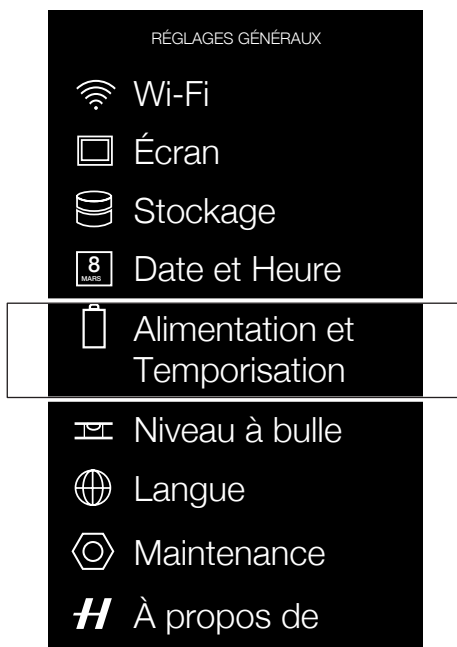 RÉGLAGES GÉNÉRAUX
Wi-Fi
Écran
Stockage
8
MARS
Date et Heure
Alimentation et
Temporisation
Niveau à bulle
Langue
Maintenance
H À propos de